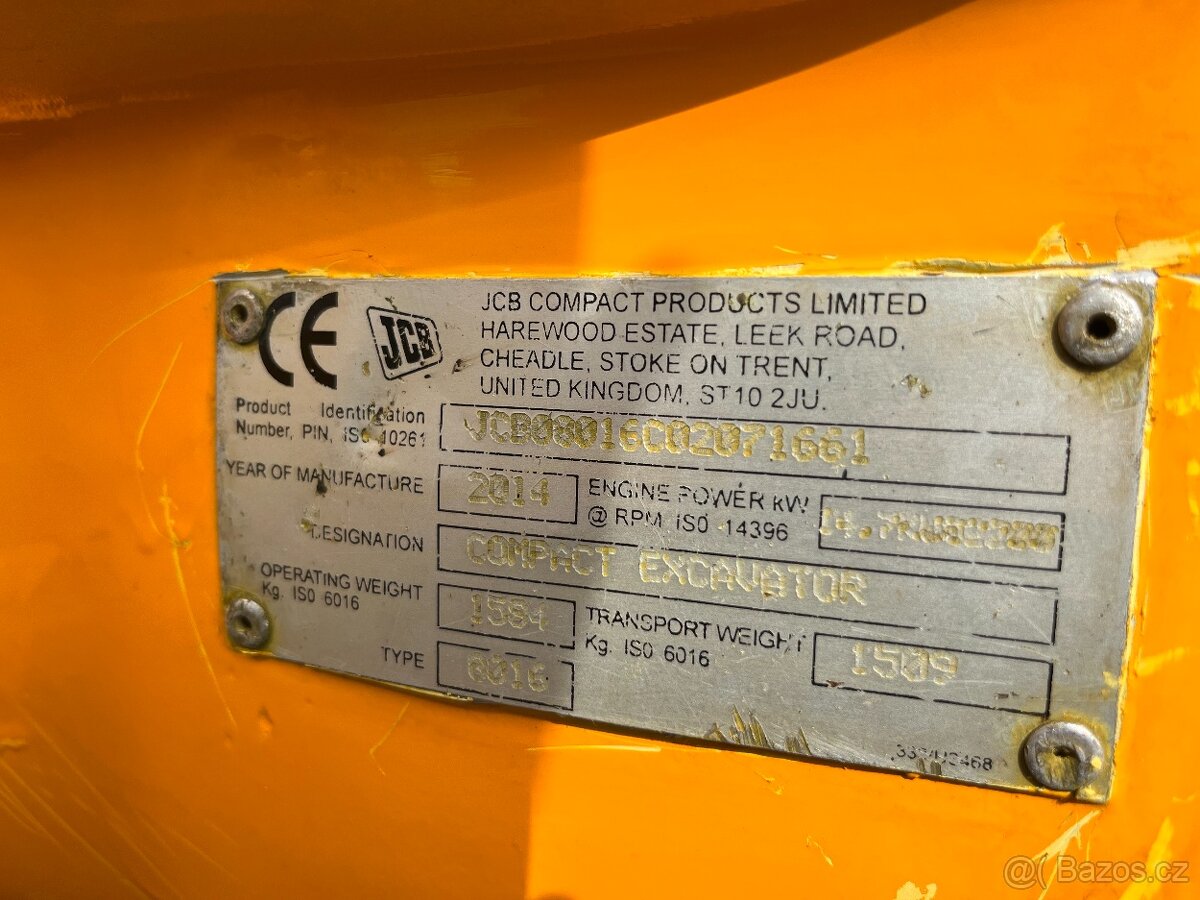 CE JCB
JCB COMPACT PRODUCTS LIMITED
HAREWOOD ESTATE, LEEK ROAD,
CHEADLE, STOKE ON TRENT,
UNITED KINGDOM, ST10 2JU.
Product Identification
Number, PIN, ISO 10261
JCB08016C02071661
YEAR OF MANUFACTURE
2014
ENGINE POWER kW
@ RPM ISO 14396
DESIGNATION
COMPACT EXCAVATOR
OPERATING WEIGHT
Kg. ISO 6016
1584
TRANSPORT WEIGHT
Kg. ISO 6016
1509
TYPE
8016
@ Bazos.cz